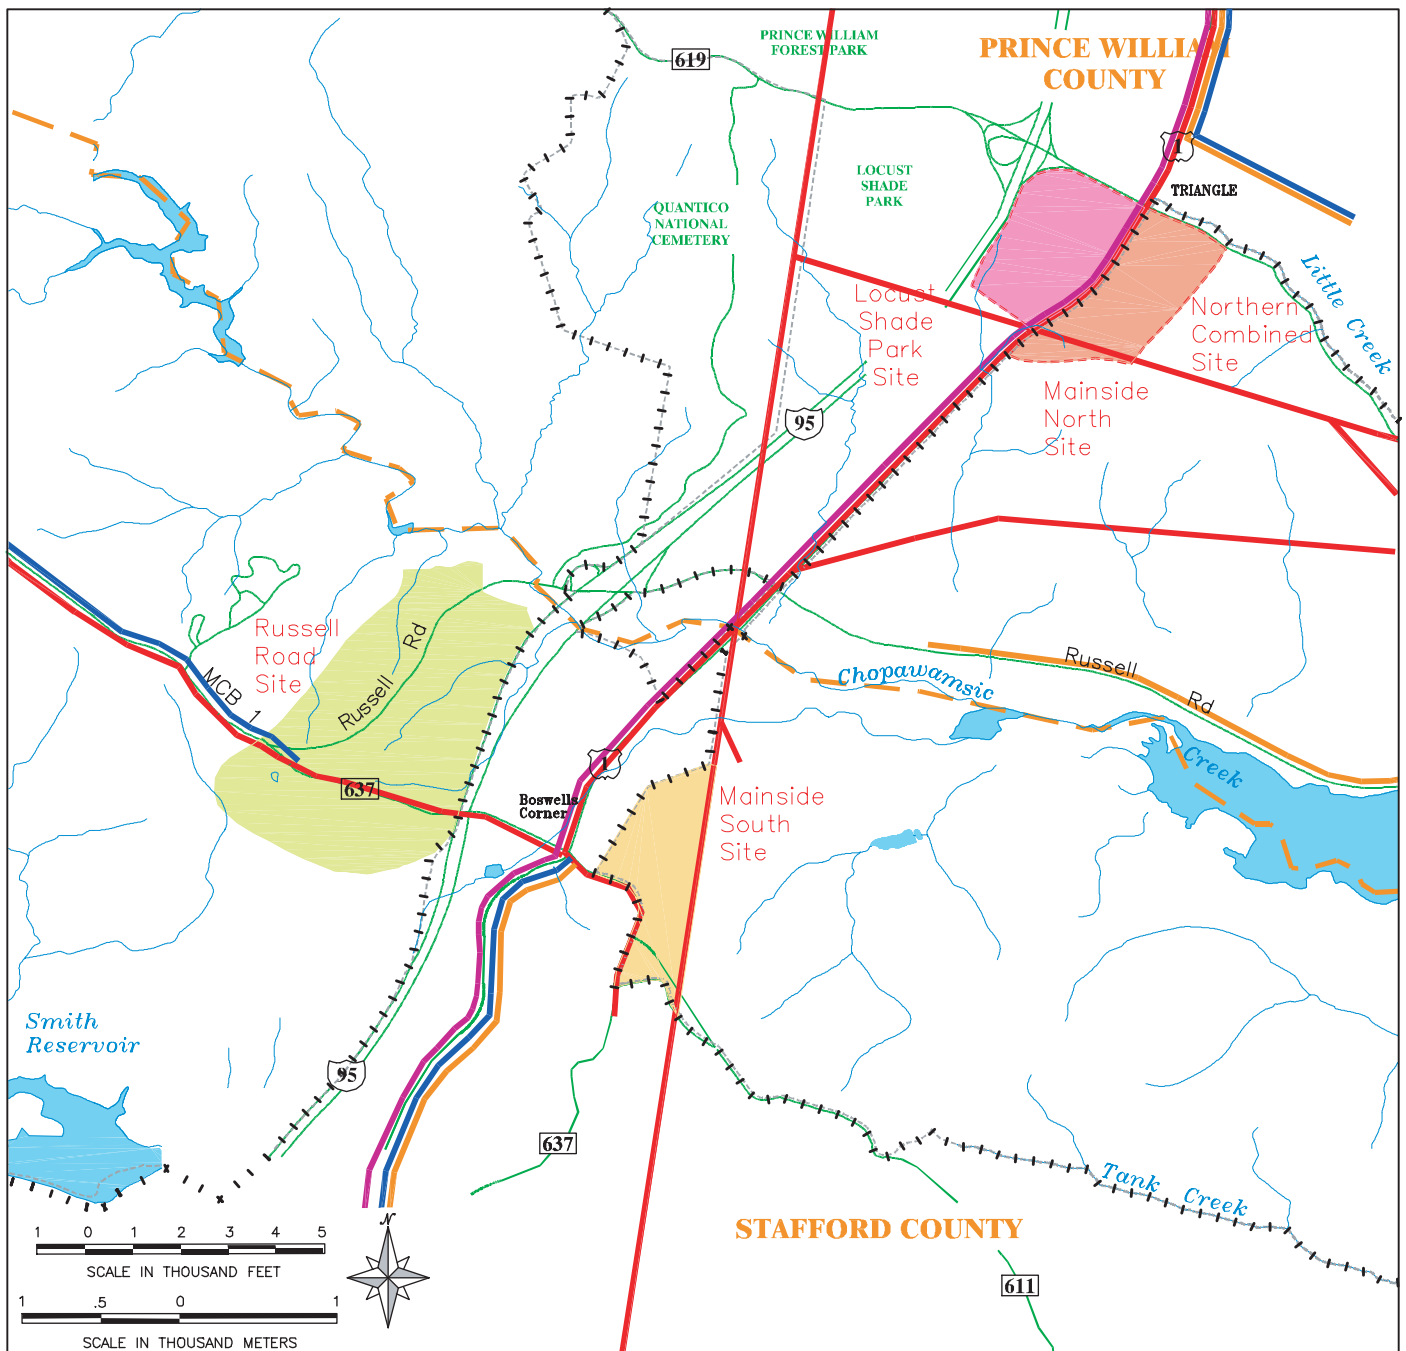 PRINCE WILLIAM
FOREST PARK
PRINCE WILLIAM
COUNTY
619
1
TRIANGLE
LOCUST
SHADE
PARK
QUANTICO
NATIONAL
CEMETERY
Little Creek
Locust
Shade
Park
Site
Northern
Combined
Site
Mainside
North
Site
95
Russell
Road
Site
Russell Rd
MCB 1
Russell Rd
Chopawamsic
Creek
1
637
Boswells
Corner
Mainside
South
Site
Smith
Reservoir
95
637
Tank Creek
STAFFORD COUNTY
611
N
1 0 1 2 3 4 5
SCALE IN THOUSAND FEET
1 .5 0 1
SCALE IN THOUSAND METERS